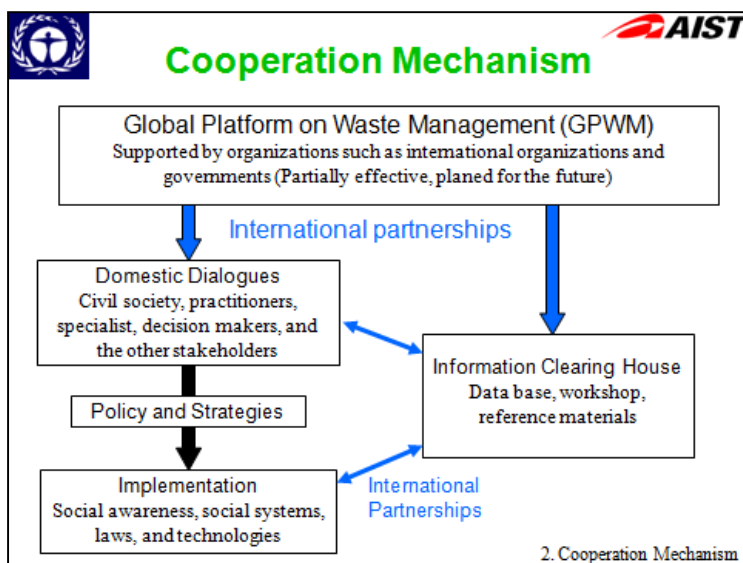 AIST
Cooperation Mechanism
Global Platform on Waste Management (GPWM)
Supported by organizations such as international organizations and
governments (Partially effective, planed for the future)
International partnerships
Domestic Dialogues
Civil society, practitioners,
specialist, decision makers, and
the other stakeholders
Information Clearing House
Data base, workshop,
reference materials
Policy and Strategies
Implementation
Social awareness, social systems,
laws, and technologies
International
Partnerships
2. Cooperation Mechanism